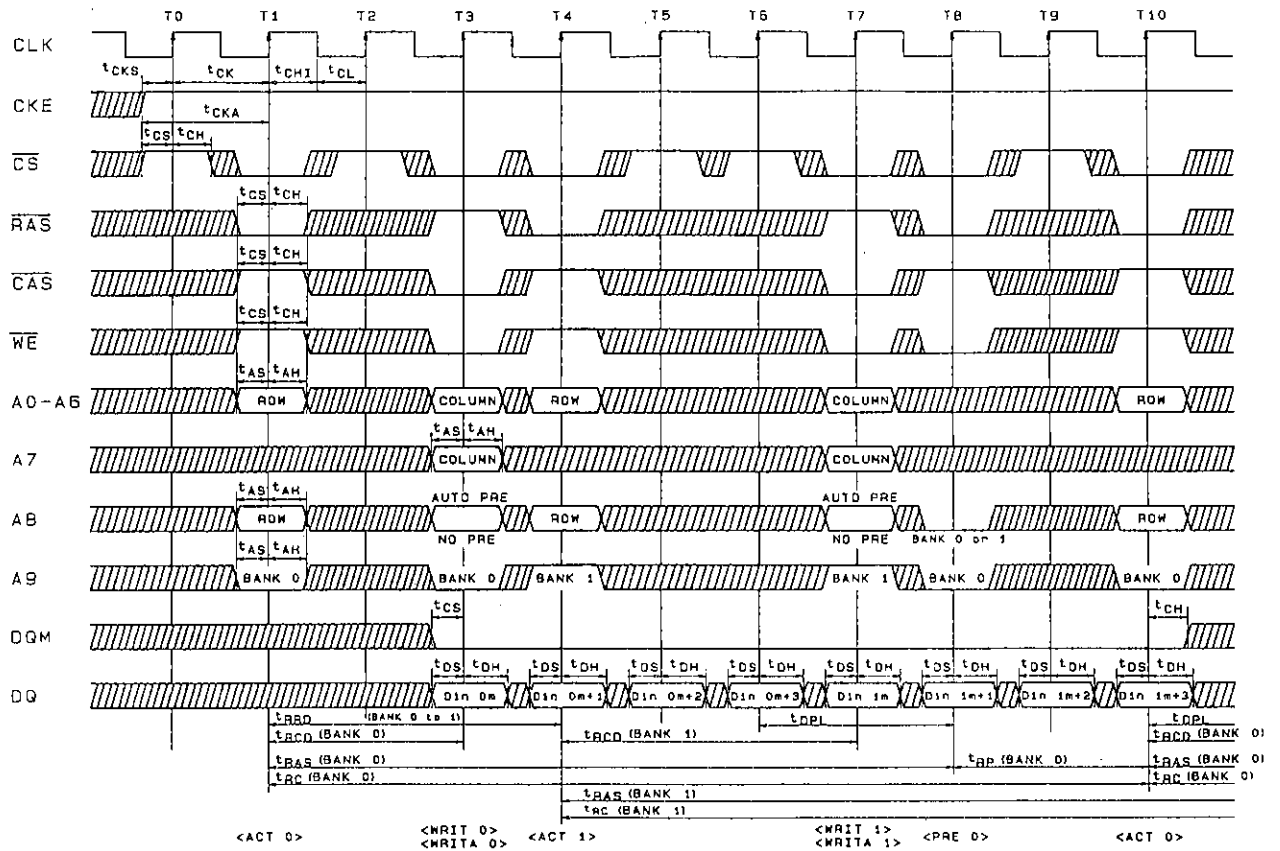 T0 T1 T2 T3 T4 T5 T6 T7 T8 T9 T10
CLK
tCKS tCK tCHI tCL
CKE
tCKA
tCS tCH
CS
tCS tCH
RAS
tCS tCH
CAS
tCS tCH
WE
tAS tAH
A0-A6 ROW COLUMN ROW COLUMN ROW
tAS tAH
A7 COLUMN COLUMN
tAS tAH AUTO PRE AUTO PRE
A8 ROW ROW ROW
tAS tAH NO PRE NO PRE BANK 0 or 1
A9 BANK 0 BANK 0 BANK 1 BANK 1 BANK 0 BANK 0
tCS tCH
DQM
tDS tDH tDS tDH tDS tDH tDS tDH tDS tDH tDS tDH tDS tDH tDS tDH
DQ Din 0m Din 0m+1 Din 0m+2 Din 0m+3 Din 1m Din 1m+1 Din 1m+2 Din 1m+3
tRRD (BANK 0 to 1) tDPL tDPL
tRCD (BANK 0) tRCD (BANK 1) tRCD (BANK 0)
tRAS (BANK 0) tRP (BANK 0) tRAS (BANK 0)
tRC (BANK 0) tRC (BANK 0)
tRAS (BANK 1)
tRC (BANK 1)
<WRIT 0> <WRIT 1>
<ACT 0> <WRITA 0> <ACT 1> <WRITA 1> <PRE 0> <ACT 0>